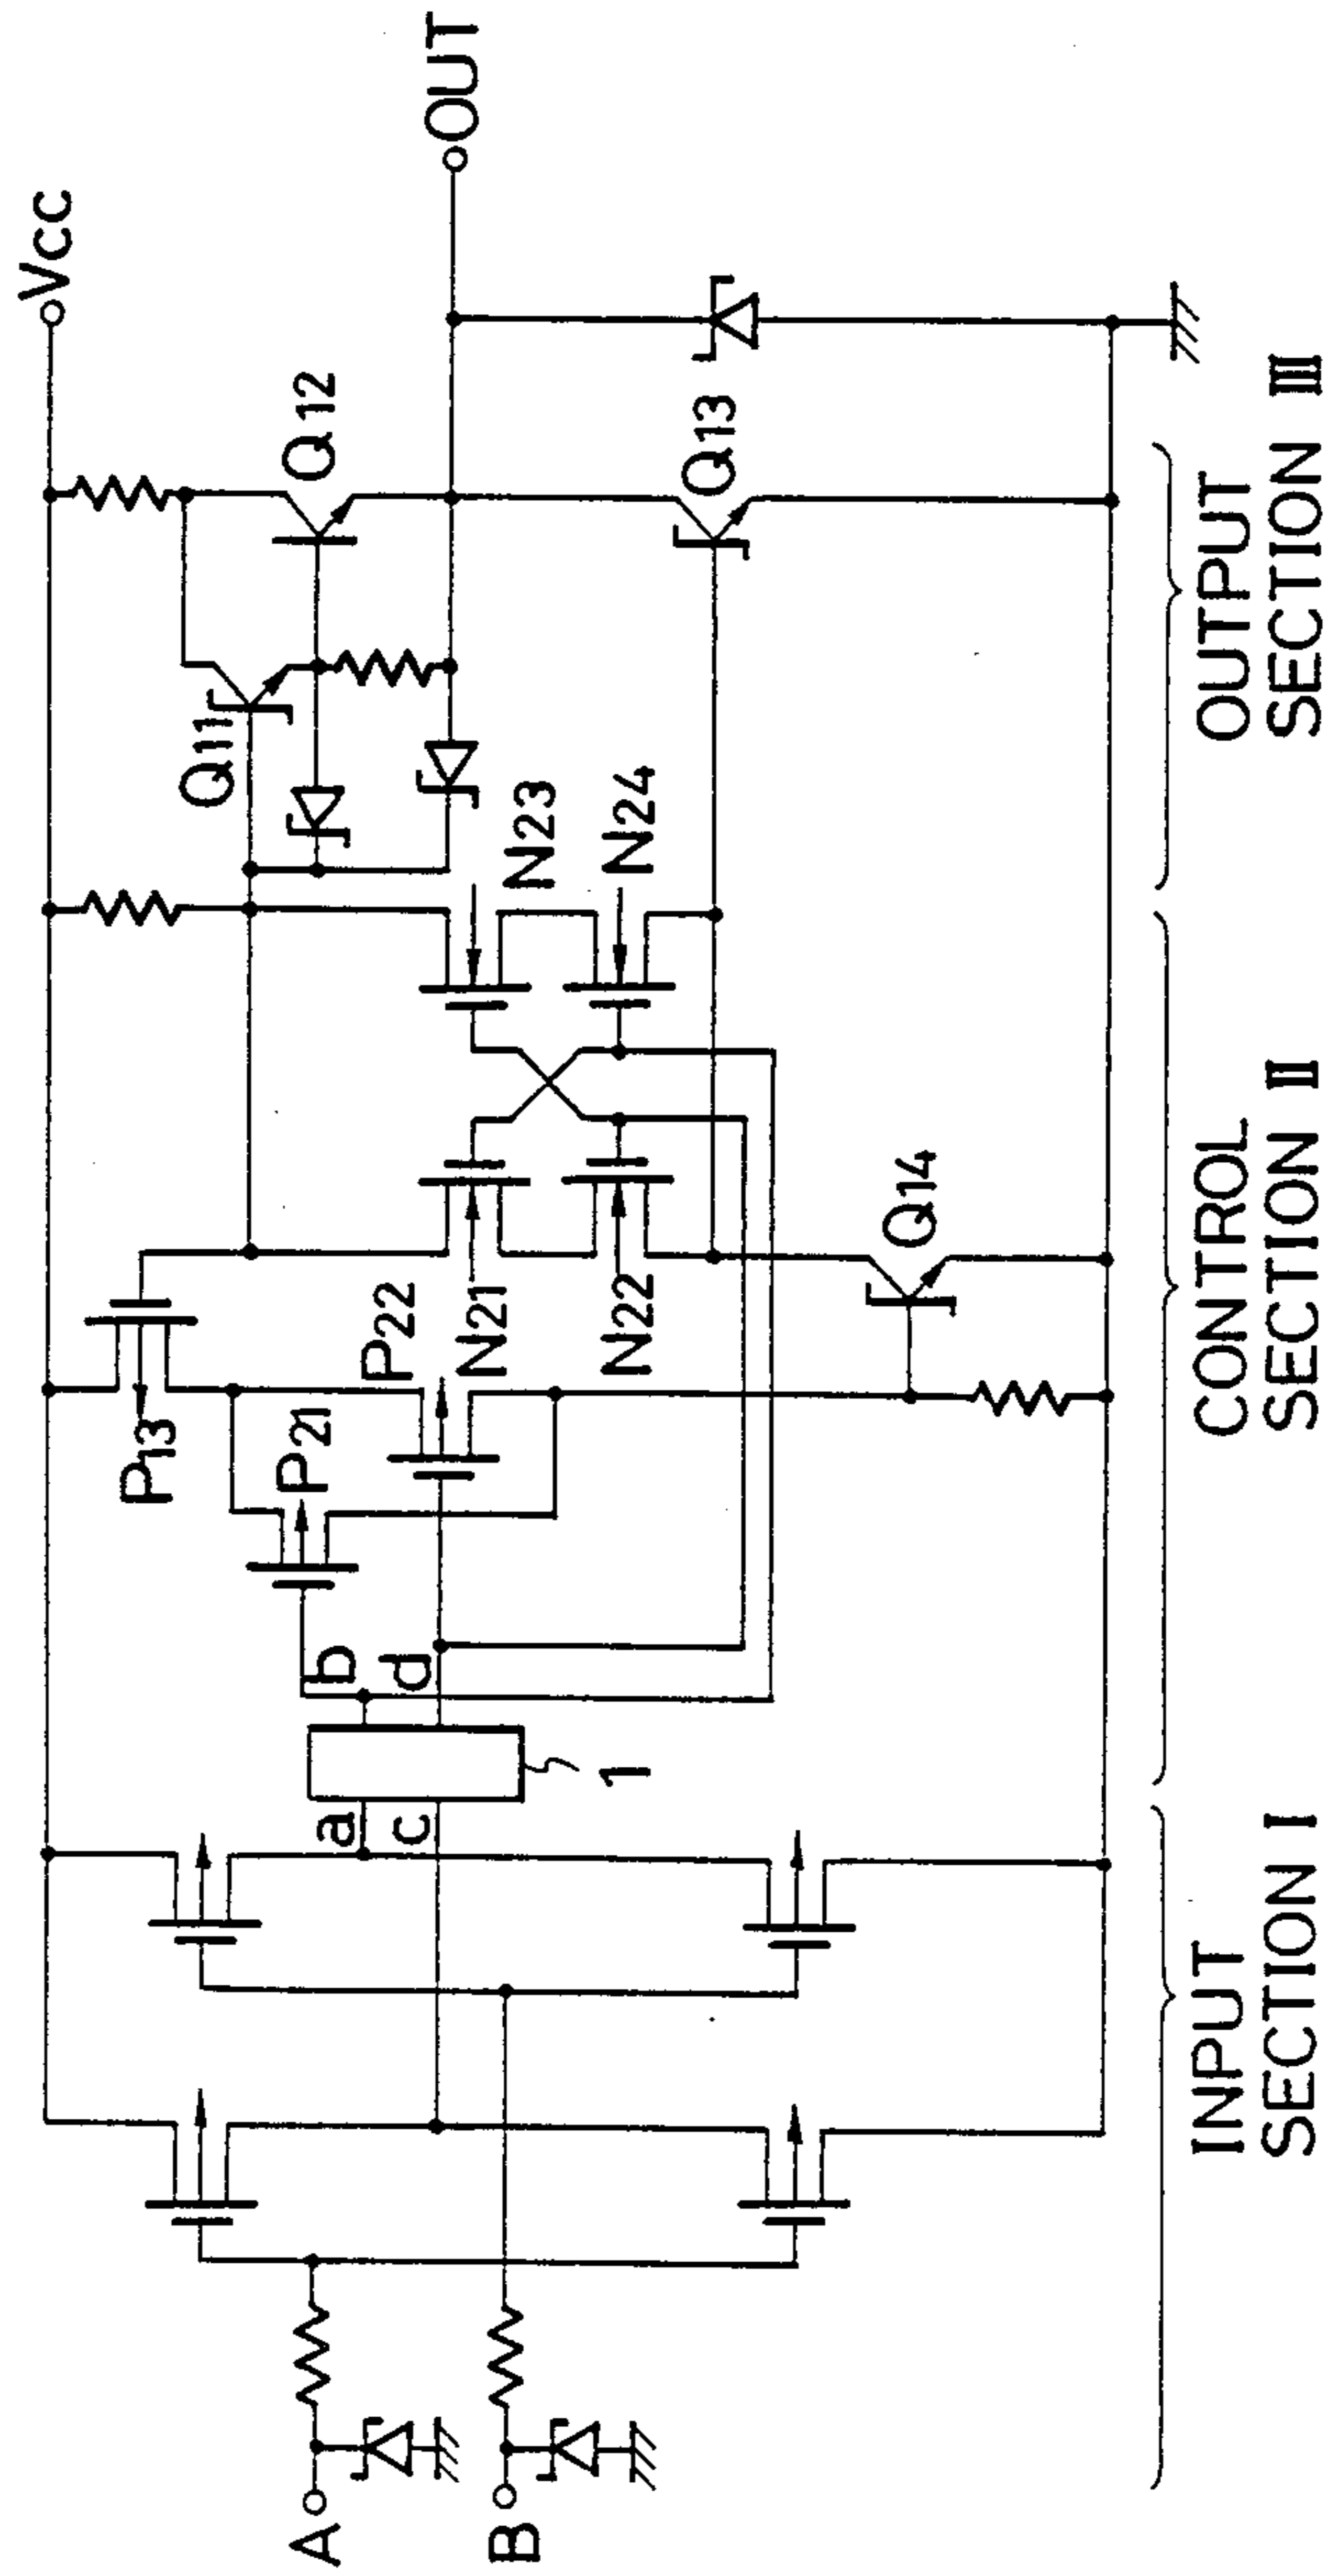 Vcc
OUT
Q11
Q12
Q13
P13
P21
P22
N21
N22
N23
N24
Q14
a
b
c
d
1
A
B
INPUT
SECTION I
CONTROL
SECTION II
OUTPUT
SECTION III